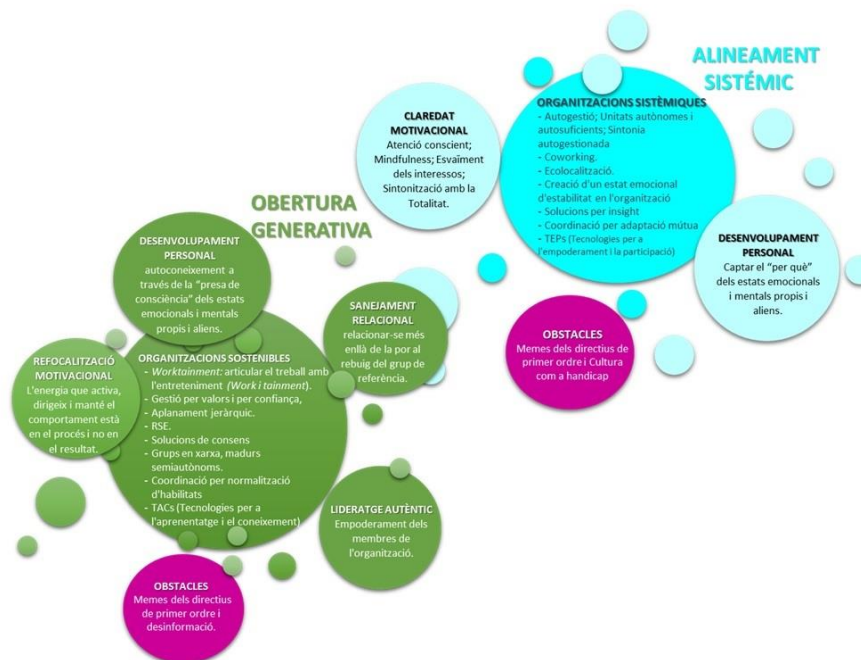 ALINEAMENT
SISTÉMIC
ORGANITZACIONS SISTÈMIQUES
- Autogestió; Unitats autònomes i
autosuficients; Sintonia
autogestionada
- Coworking.
- Ecolocalització.
- Creació d'un estat emocional
d'estabilitat en l'organització
- Solucions per insight
- Coordinació per adaptació mútua
- TEPs (Tecnologies per a
l'empoderament i la participació)
CLAREDAT
MOTIVACIONAL
Atenció conscient;
Mindfulness; Esvaïment
dels interessos;
Sintonització amb la
Totalitat.
DESENVOLUPAMENT
PERSONAL
Captar el "per què"
dels estats emocionals
i mentals propis i
aliens.
OBSTACLES
Memes dels directius de
primer ordre i Cultura
com a handicap
OBERTURA
GENERATIVA
DESENVOLUPAMENT
PERSONAL
autoconeixement a
través de la "presa de
consciència" dels estats
emocionals i mentals
propis i aliens.
SANEJAMENT
RELACIONAL
relacionar-se més
enllà de la por al
rebuig del grup de
referència.
REFOCALITZACIÓ
MOTIVACIONAL
L'energia que activa,
dirigeix i manté el
comportament està
en el procés i no en
el resultat.
ORGANITZACIONS SOSTENIBLES
- Worktainment: articular el treball amb
l'entreteniment (Work i tainment).
- Gestió per valors i per confiança,
- Aplanament jeràrquic.
- RSE.
- Solucions de consens
- Grups en xarxa, madurs
semiautònoms.
- Coordinació per normalització
d'habilitats
- TACs (Tecnologies per a
l'aprenentatge i el coneixement)
LIDERATGE AUTÈNTIC
Empoderament dels
membres de
l'organització.
OBSTACLES
Memes dels directius
de primer ordre i
desinformació.